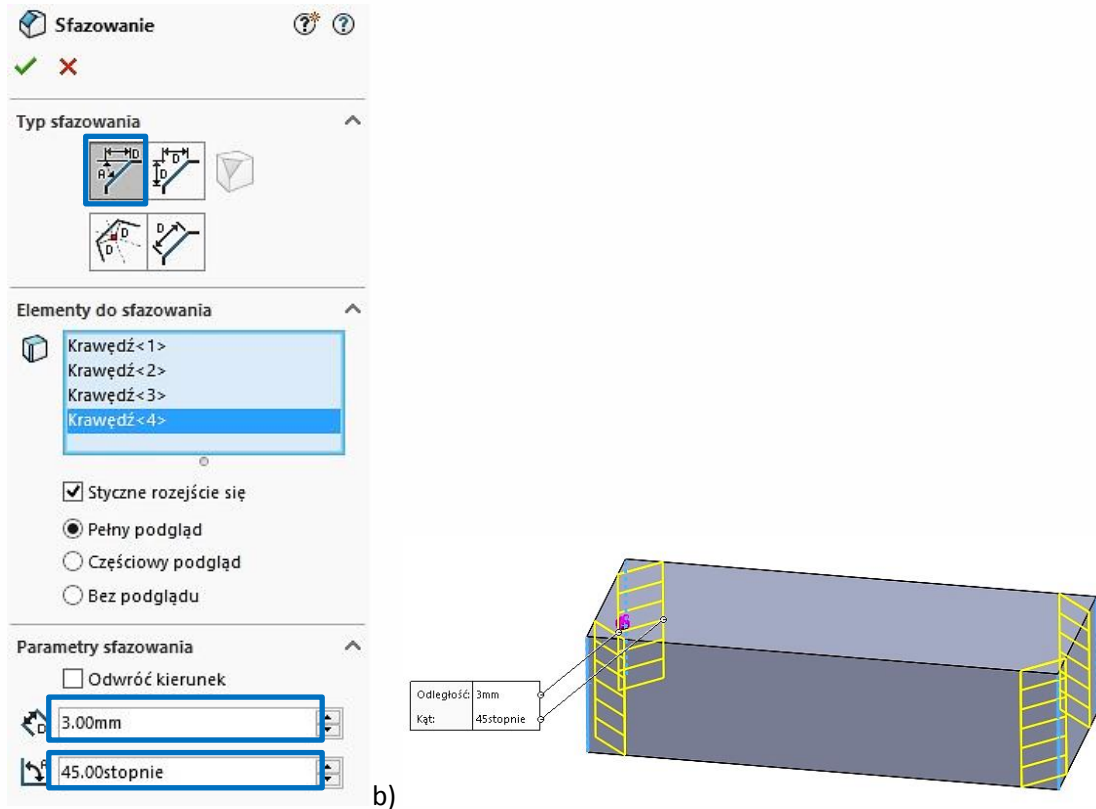 Sfazowanie
Typ sfazowania
Elementy do sfazowania
Krawędź<1>
Krawędź<2>
Krawędź<3>
Krawędź<4>
Styczne rozejście się
Pełny podgląd
Częściowy podgląd
Bez podglądu
Parametry sfazowania
Odwróć kierunek
3.00mm
45.00stopnie
b)
Odległość: 3mm
Kąt: 45stopnie